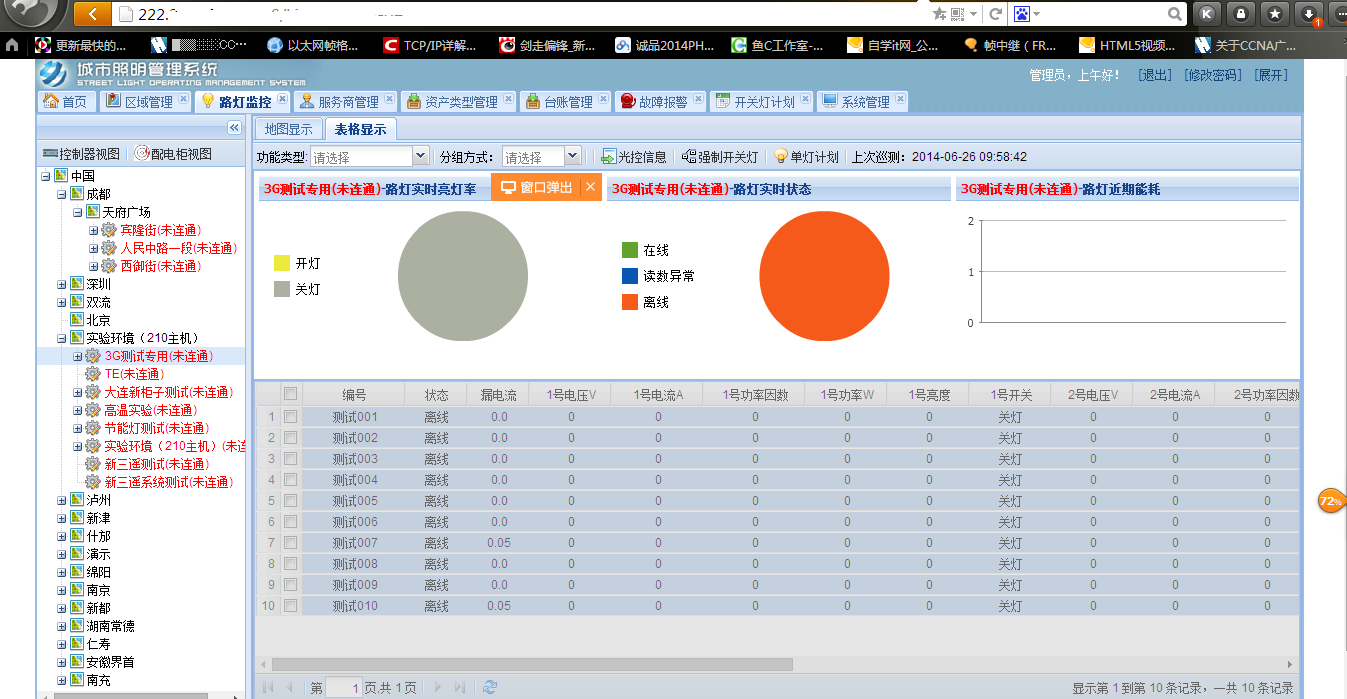 222.
更新最快的... CC... 以太网帧格... TCP/IP详解... 剑走偏锋_新... 诚品2014PH... 鱼C工作室-... 自学it网_公... 帧中继（FR... HTML5视频... 关于CCNA广...
城市照明管理系统
STREET LIGHT OPERATING MANAGEMENT SYSTEM
管理员，上午好！ [退出] [修改密码] [展开]
首页 区域管理 路灯监控 服务商管理 资产类型管理 台账管理 故障报警 开关灯计划 系统管理
地图显示 表格显示
控制器视图 配电柜视图
功能类型: 请选择 分组方式: 请选择 光控信息 强制开关灯 单灯计划 上次巡测: 2014-06-26 09:58:42
中国
成都
天府广场
宾隆街(未连通)
人民中路一段(未连通)
西御街(未连通)
深圳
双流
北京
实验环境（210主机）
3G测试专用(未连通)
TE(未连通)
大连新柜子测试(未连通)
高温实验(未连通)
节能灯测试(未连通)
实验环境（210主机）(未连
新三遥测试(未连通)
新三遥系统测试(未连通)
泸州
新津
什邡
演示
绵阳
南京
新都
湖南常德
仁寿
安徽界首
南充
3G测试专用(未连通)-路灯实时亮灯率 窗口弹出
开灯
关灯
3G测试专用(未连通)-路灯实时状态
在线
读数异常
离线
3G测试专用(未连通)-路灯近期能耗
2
1
0
编号 状态 漏电流 1号电压V 1号电流A 1号功率因数 1号功率W 1号亮度 1号开关 2号电压V 2号电流A 2号功率因数
1 测试001 离线 0.0 0 0 0 0 0 关灯 0 0 0
2 测试002 离线 0.0 0 0 0 0 0 关灯 0 0 0
3 测试003 离线 0.0 0 0 0 0 0 关灯 0 0 0
4 测试004 离线 0.0 0 0 0 0 0 关灯 0 0 0
5 测试005 离线 0.0 0 0 0 0 0 关灯 0 0 0
6 测试006 离线 0.0 0 0 0 0 0 关灯 0 0 0
7 测试007 离线 0.05 0 0 0 0 0 关灯 0 0 0
8 测试008 离线 0.0 0 0 0 0 0 关灯 0 0 0
9 测试009 离线 0.0 0 0 0 0 0 关灯 0 0 0
10 测试010 离线 0.05 0 0 0 0 0 关灯 0 0 0
72%
第 1 页,共 1 页 显示第 1 到第 10 条记录，一共 10 条记录